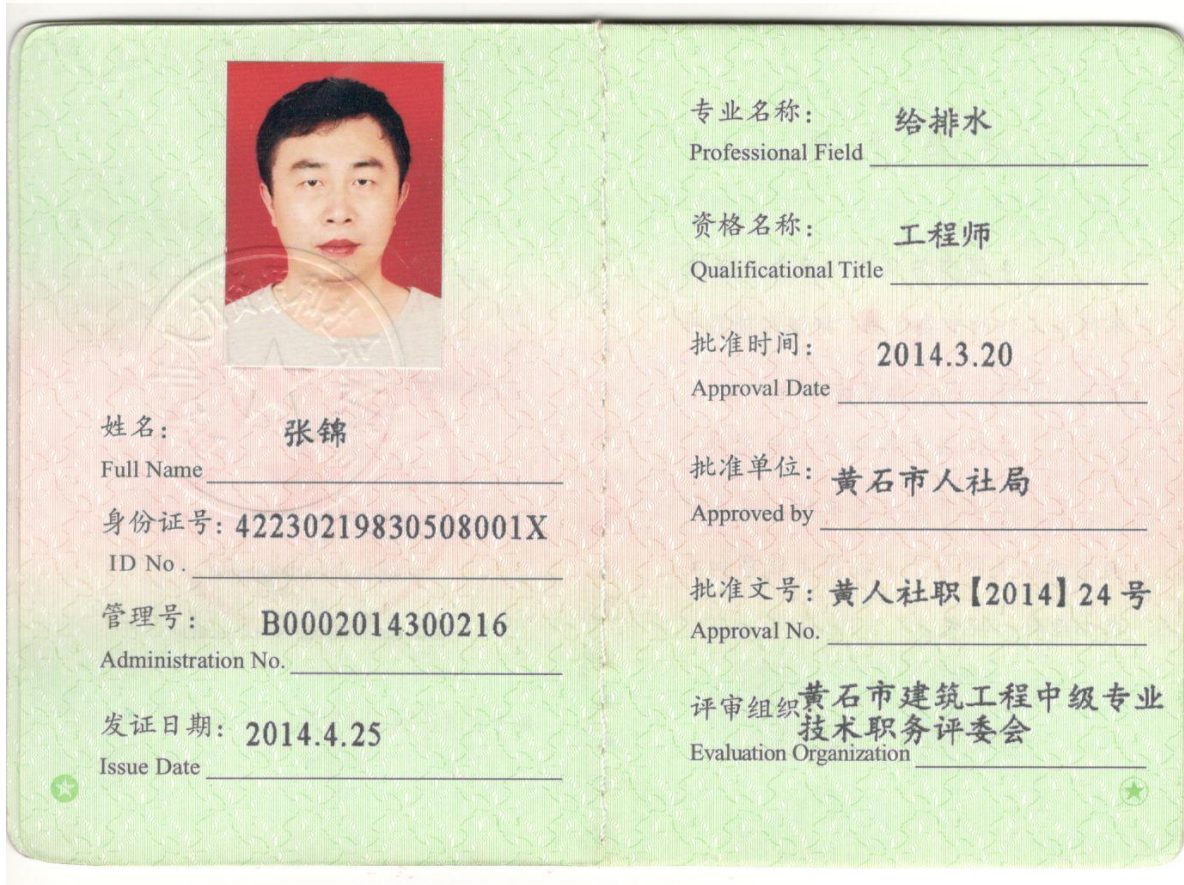 姓名： 张锦
Full Name
身份证号： 42230219830508001X
ID No.
管理号： B0002014300216
Administration No.
发证日期： 2014.4.25
Issue Date
专业名称： 给排水
Professional Field
资格名称： 工程师
Qualificational Title
批准时间： 2014.3.20
Approval Date
批准单位： 黄石市人社局
Approved by
批准文号： 黄人社职【2014】24 号
Approval No.
评审组织 黄石市建筑工程中级专业
技术职务评委会
Evaluation Organization